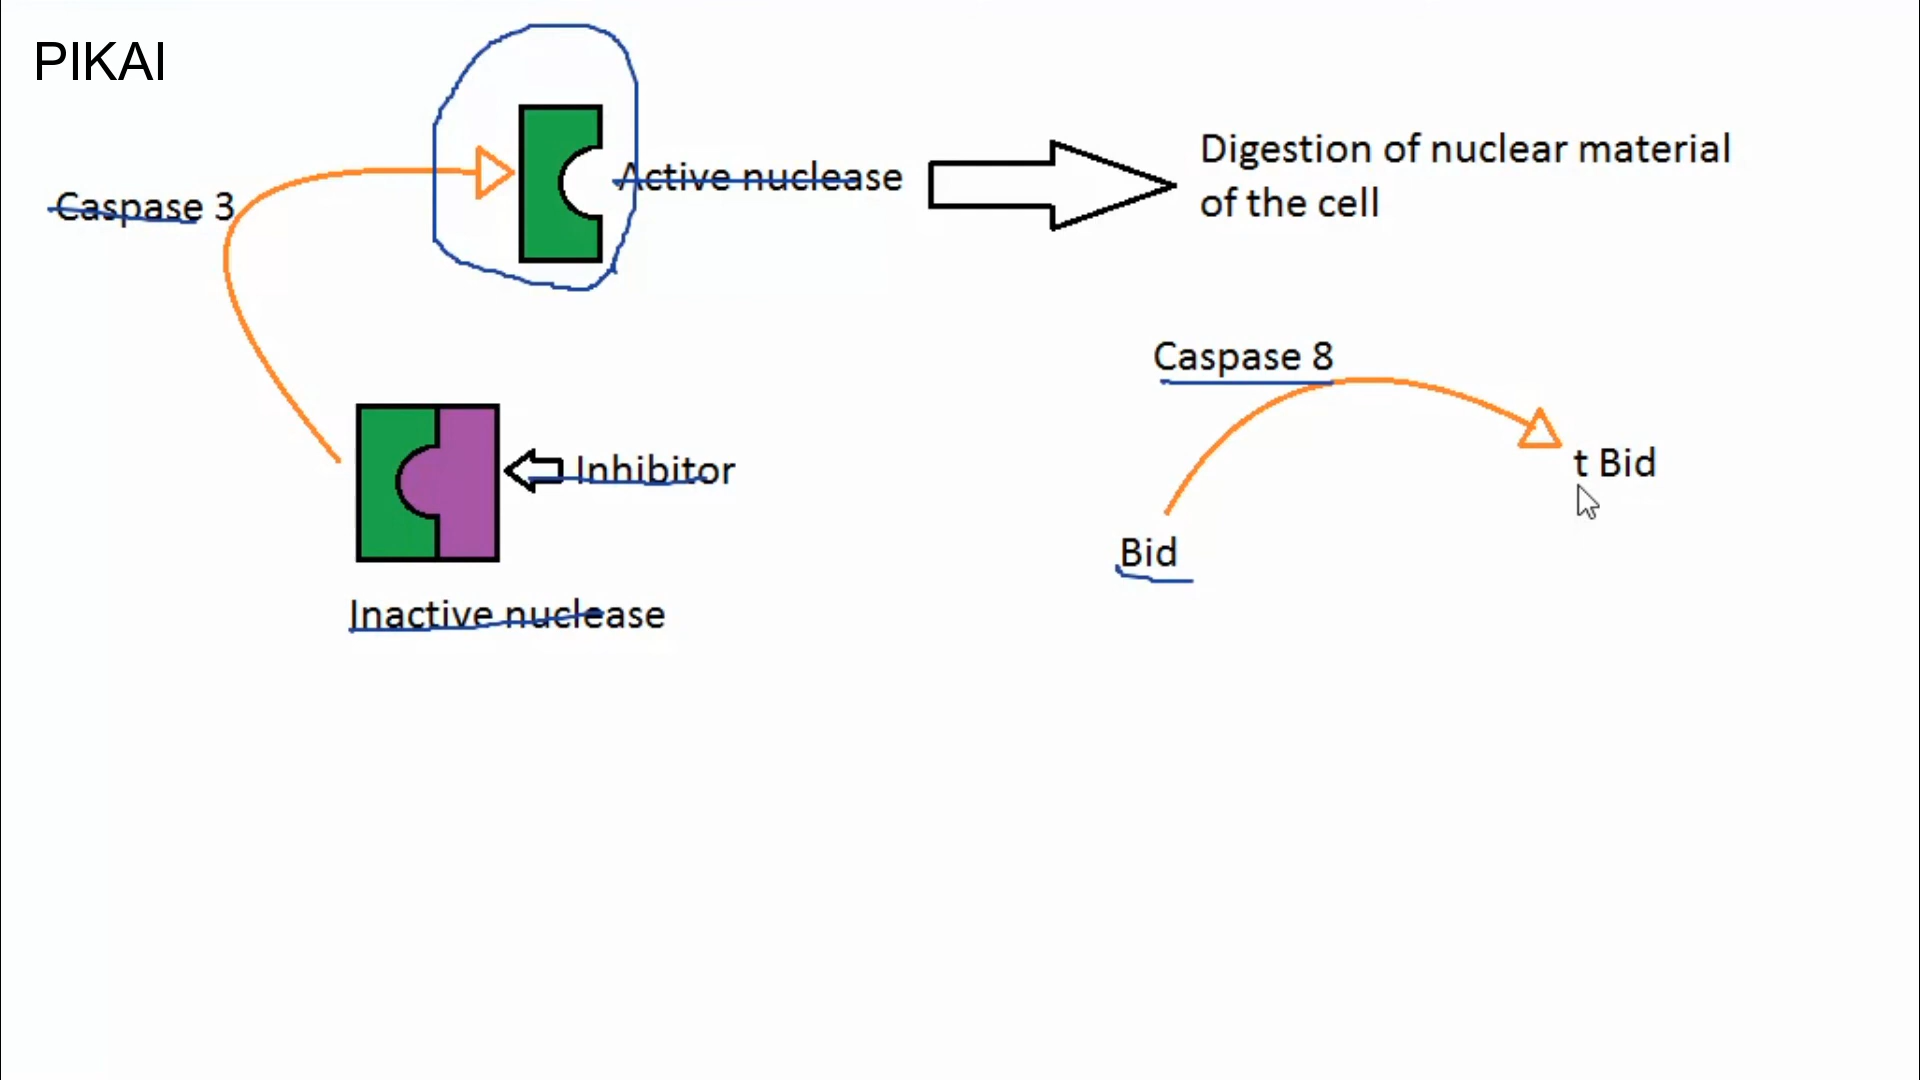 PIKAI
Caspase 3
Active nuclease
Digestion of nuclear material
of the cell
Inhibitor
Inactive nuclease
Caspase 8
t Bid
Bid